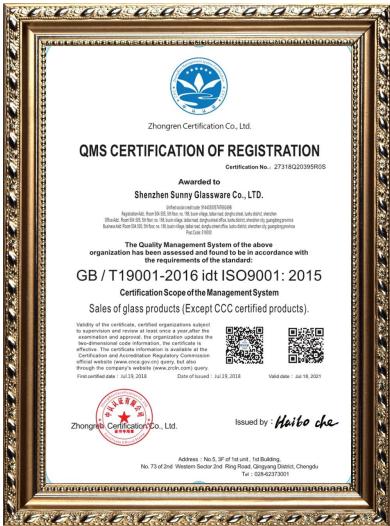 Zhongren Certification Co., Ltd.
QMS CERTIFICATION OF REGISTRATION
Certification No.: 27318Q20395R0S
Awarded to
Shenzhen Sunny Glassware Co., LTD.
The Quality Management System of the above
organization has been assessed and found to be in accordance with
the requirements of the standard:
GB / T19001-2016 idt ISO9001: 2015
Certification Scope of the Management System
Sales of glass products (Except CCC certified products).
Validity of the certificate, certified organizations subject
to supervision and review at least once a year,after the
examination and approval, the organization updates the
two-dimensional code information, the certificate is
effective. The certificate information is available at the
Certification and Accreditation Regulatory Commission
official website (www.cnca.gov.cn) query, but also
through the company's website (www.zrcln.com) query.
First certified date : Jul.19, 2018 Date of Issued : Jul.19, 2018 Valid date : Jul 18, 2021
Zhongren Certification Co., Ltd.
Issued by : Haibo che
Address : No.5, 3F of 1st unit , 1st Building,
No. 73 of 2nd Western Sector 2nd Ring Road, Qingyang District, Chengdu
Tel : 028-62373001